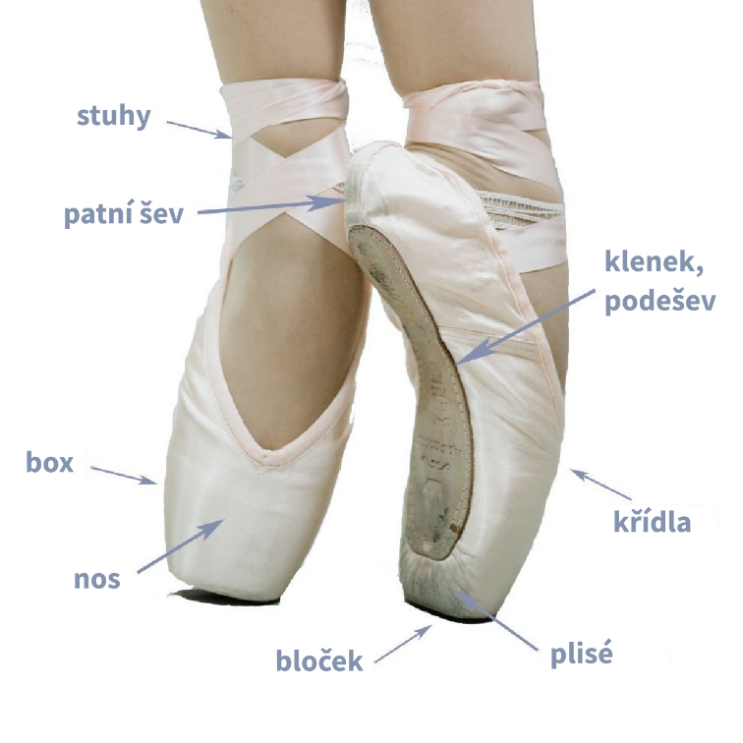 stuhy
patní šev
klenek,
podešev
box
křídla
nos
bloček
plisé